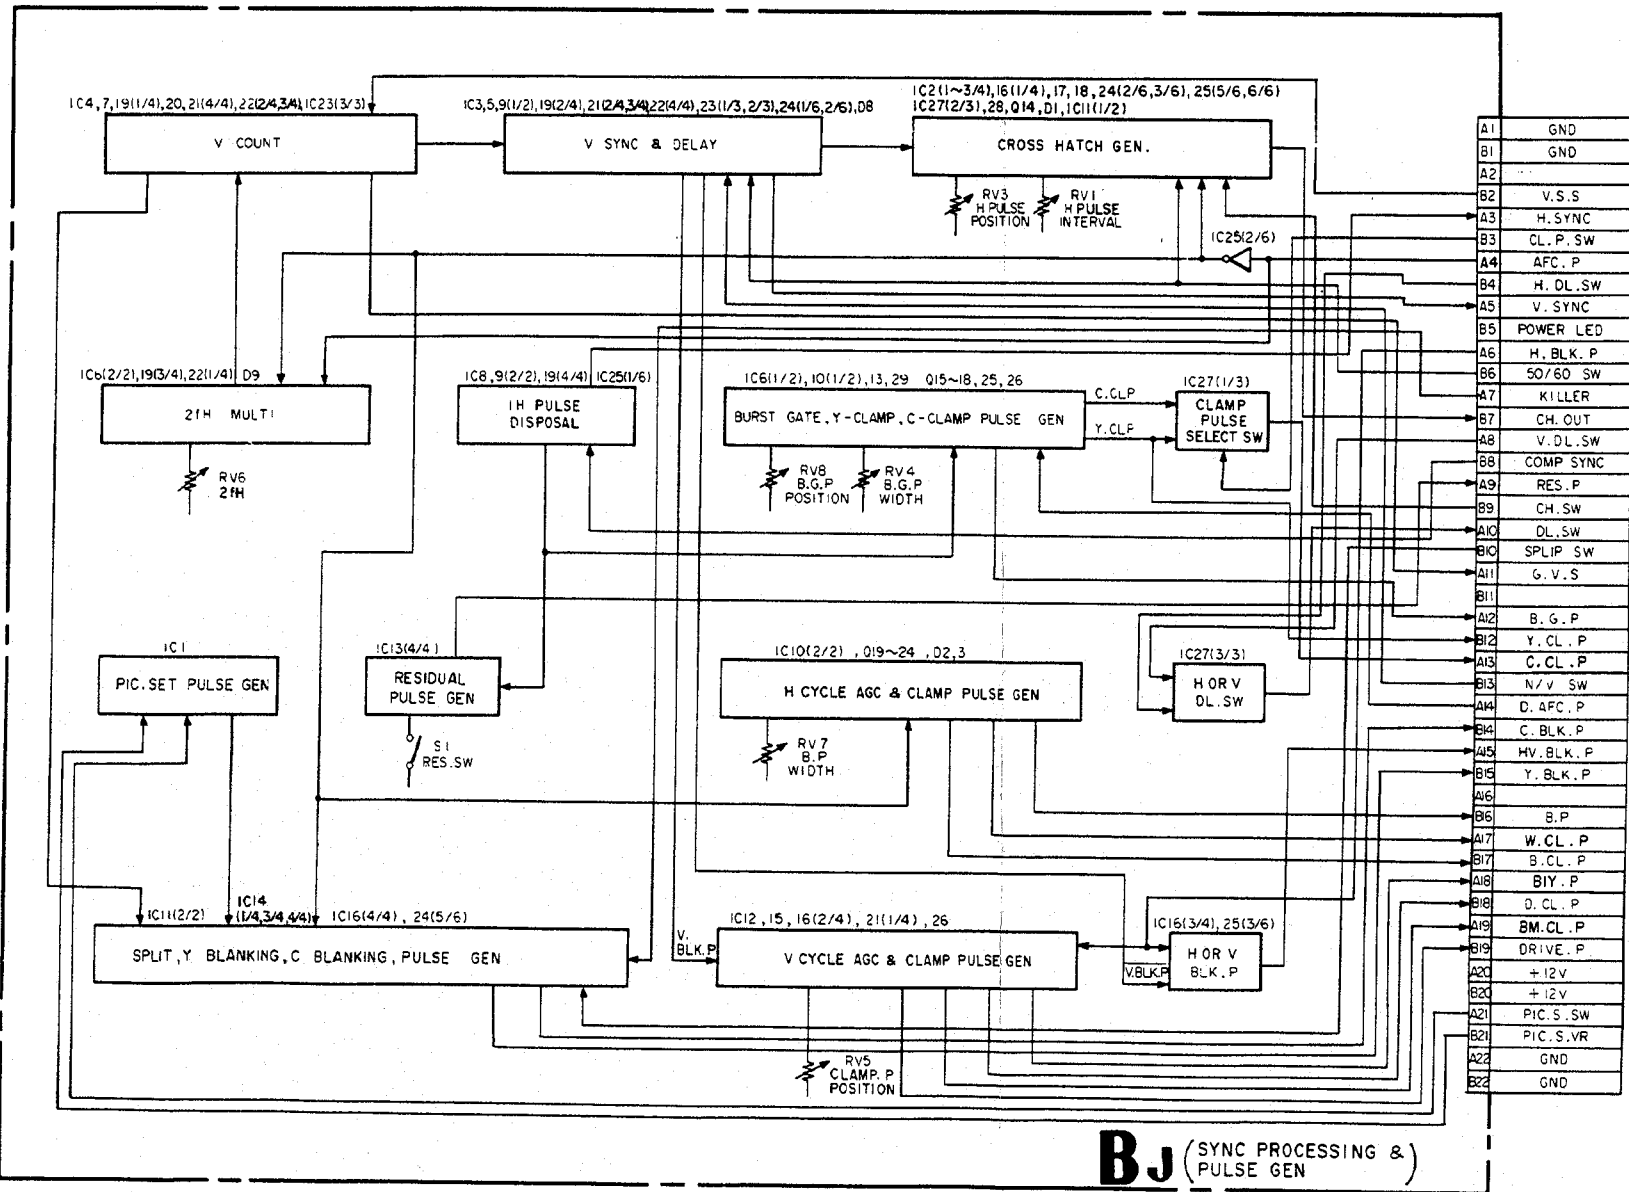 IC4,7,19(1/4),20,21(4/4),22(2/4,3/4),IC23(3/3)
V COUNT
IC3,5,9(1/2),19(2/4),21(2/4,3/4),22(4/4),23(1/3,2/3),24(1/6,2/6),D8
V SYNC & DELAY
IC2(1~3/4),16(1/4),17,18,24(2/6,3/6),25(5/6,6/6)
IC27(2/3),28,Q14,D1,IC11(1/2)
CROSS HATCH GEN.
RV3
H PULSE
POSITION
RV1
H PULSE
INTERVAL
IC25(2/6)
IC6(2/2),19(3/4),22(1/4) D9
2fH MULTI
RV6
2fH
IC8,9(2/2),19(4/4) IC25(1/6)
1H PULSE
DISPOSAL
IC6(1/2),10(1/2),13,29 Q15~18,25,26
BURST GATE,Y-CLAMP,C-CLAMP PULSE GEN
RV8
B.G.P
POSITION
RV4
B.G.P
WIDTH
C.CLP
Y.CLP
IC27(1/3)
CLAMP
PULSE
SELECT SW
IC1
PIC.SET PULSE GEN
IC13(4/4)
RESIDUAL
PULSE GEN
S1
RES.SW
IC10(2/2) ,Q19~24 ,D2,3
H CYCLE AGC & CLAMP PULSE GEN
RV7
B.P
WIDTH
IC27(3/3)
H OR V
DL.SW
IC11(2/2)
IC14
(1/4,3/4,4/4)
IC16(4/4) , 24(5/6)
SPLIT,Y BLANKING,C BLANKING, PULSE GEN
V.
BLK.P
IC12, 15, 16(2/4), 21(1/4) , 26
V CYCLE AGC & CLAMP PULSE GEN
RV5
CLAMP.P
POSITION
IC16(3/4), 25(3/6)
V.BLK.P
H OR V
BLK.P
A1 GND
B1 GND
A2
B2 V.S.S
A3 H.SYNC
B3 CL.P.SW
A4 AFC.P
B4 H.DL.SW
A5 V.SYNC
B5 POWER LED
A6 H.BLK.P
B6 50/60 SW
A7 KILLER
B7 CH.OUT
A8 V.DL.SW
B8 COMP SYNC
A9 RES.P
B9 CH.SW
A10 DL.SW
B10 SPLIP SW
A11 G.V.S
B11
A12 B.G.P
B12 Y.CL.P
A13 C.CL.P
B13 N/V SW
A14 D.AFC.P
B14 C.BLK.P
A15 HV.BLK.P
B15 Y.BLK.P
A16
B16 B.P
A17 W.CL.P
B17 B.CL.P
A18 BIY.P
B18 D.CL.P
A19 BM.CL.P
B19 DRIVE.P
A20 +12V
B20 +12V
A21 PIC.S.SW
B21 PIC.S.VR
A22 GND
B22 GND
BJ (SYNC PROCESSING &
PULSE GEN)